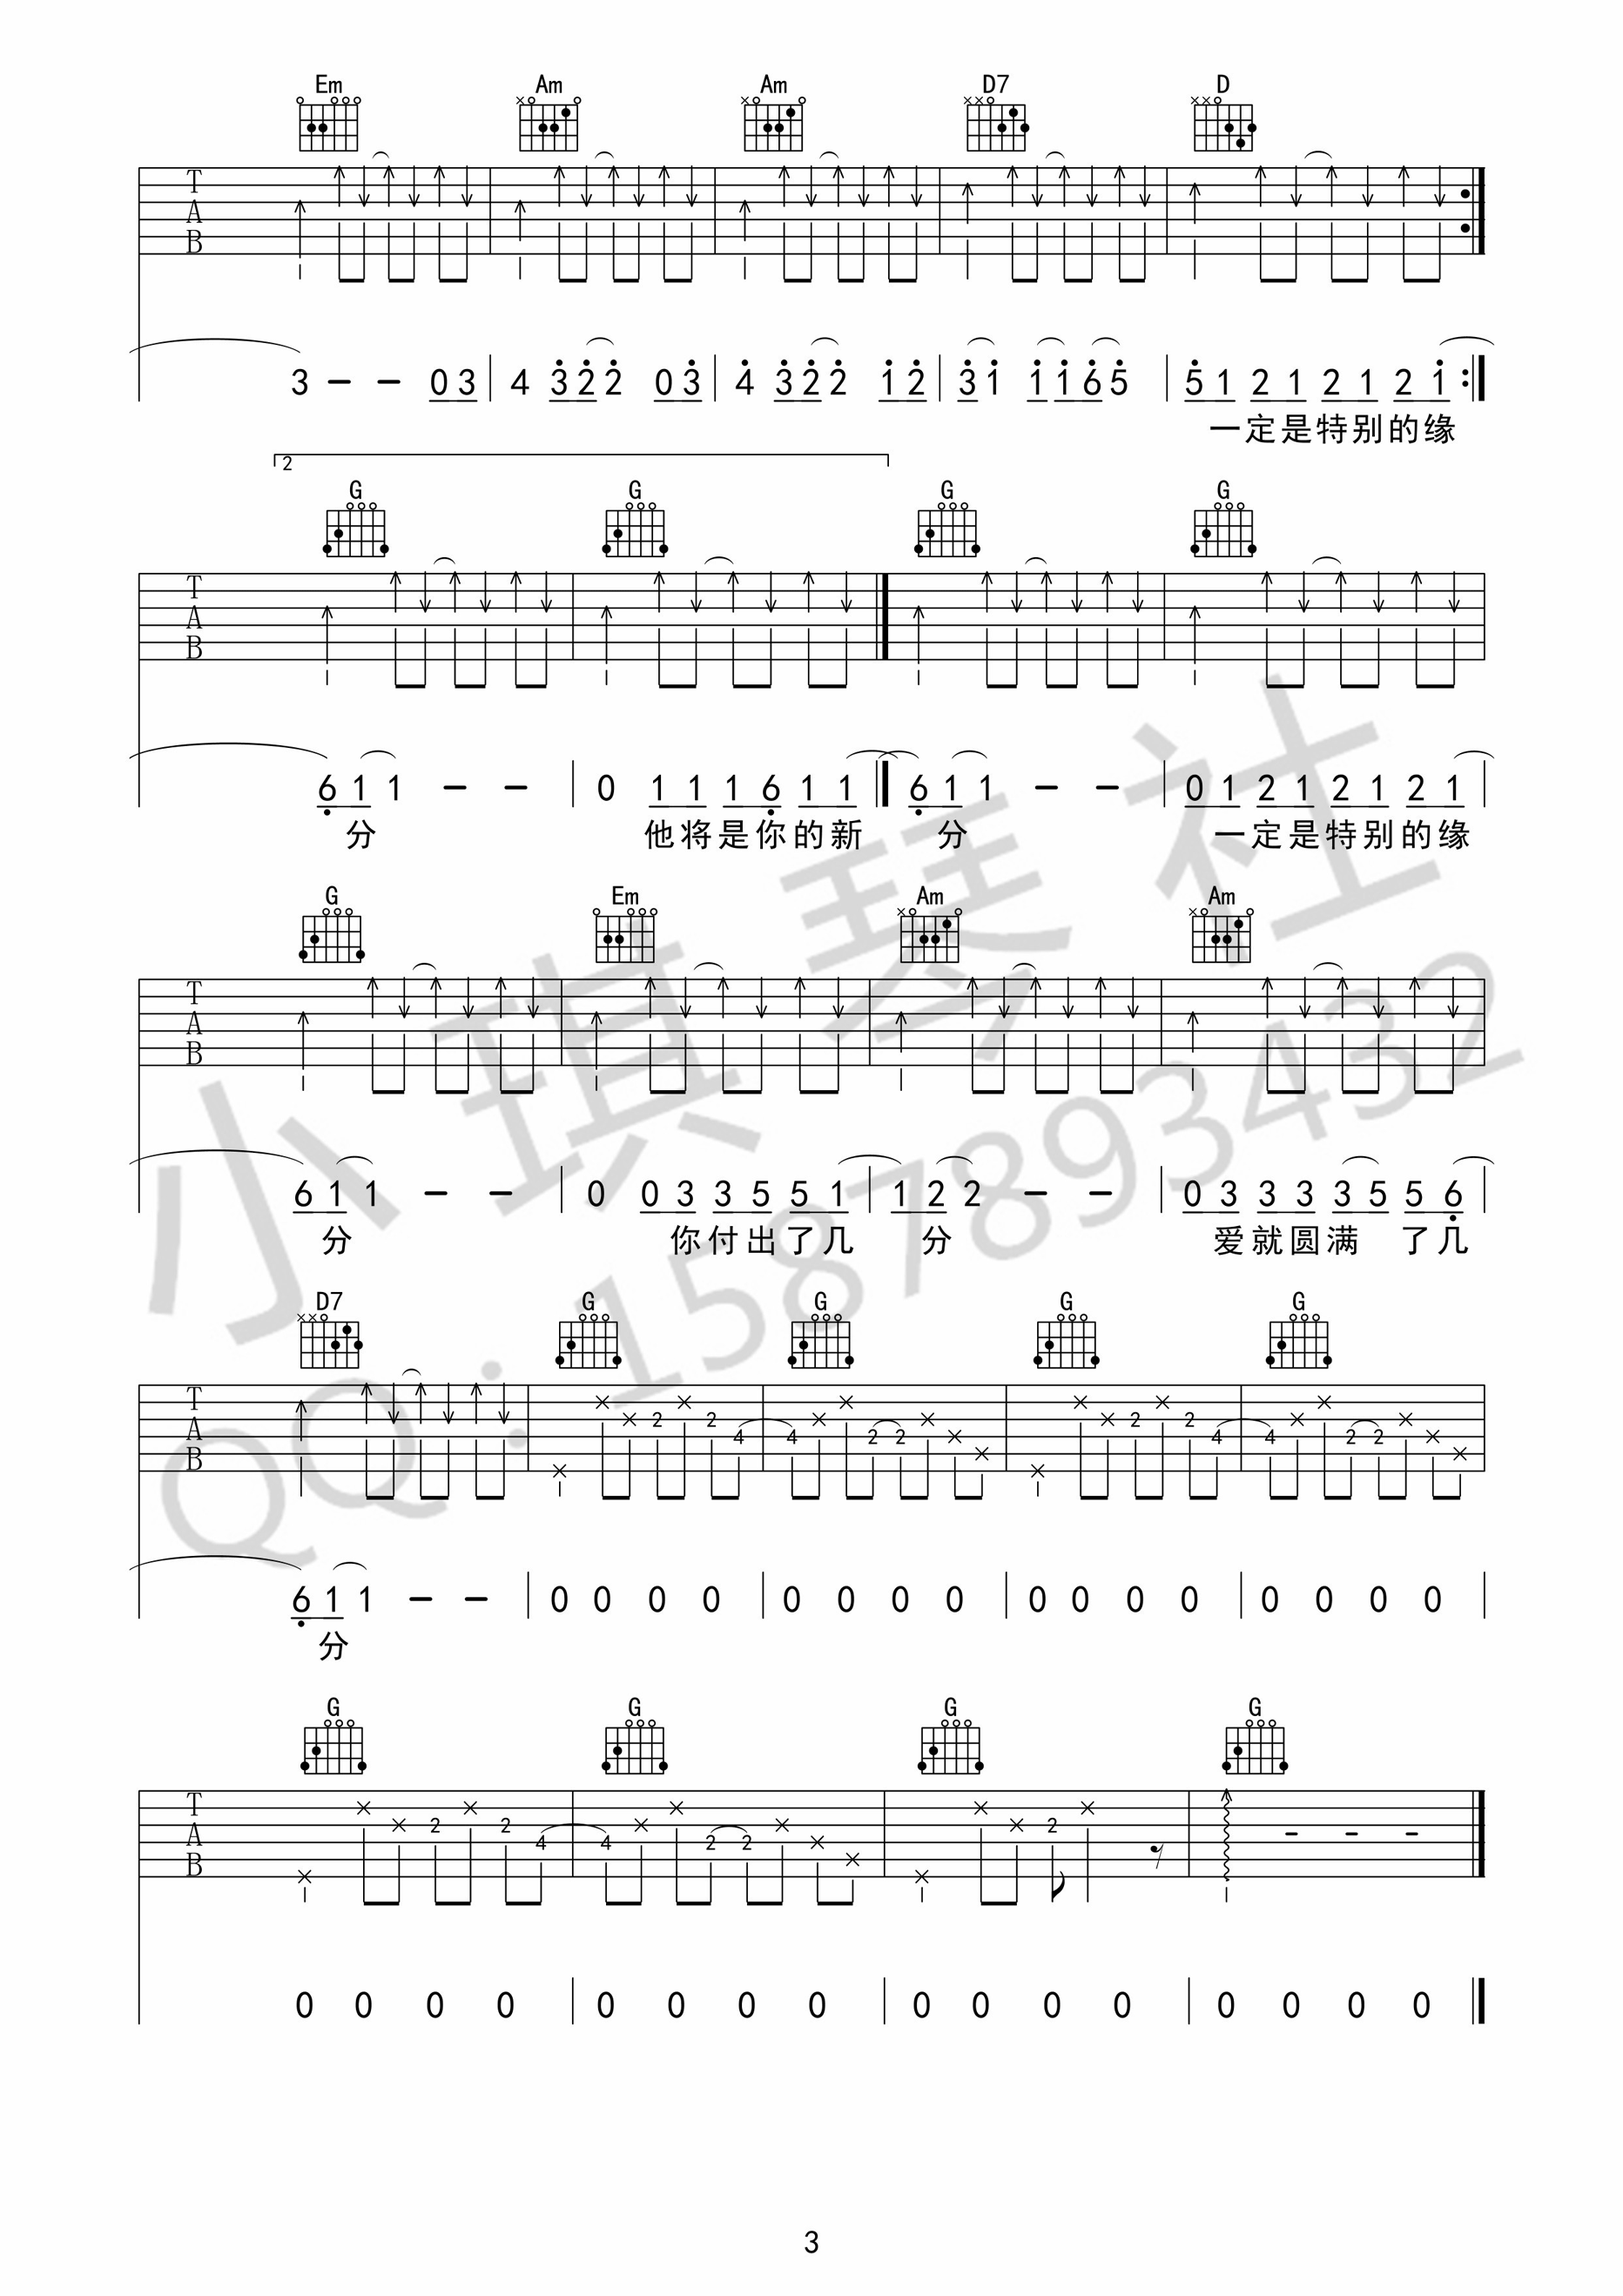 Em Am Am D7 D
T
A
B
3 – – 0 3 4 3 2 2 0 3 4 3 2 2 1 2 3 1 1 1 6 5 5 1 2 1 2 1 2 1
一定是特别的缘
2
G G G G
T
A
B
6 1 1 – – 0 1 1 1 6 1 1 6 1 1 – – 0 1 2 1 2 1 2 1
分 他将是你的新 分 一定是特别的缘
G Em Am Am
T
A
B
6 1 1 – – 0 0 3 3 5 5 1 1 2 2 – – 0 3 3 3 3 5 5 6
分 你付出了几 分 爱就圆满 了几
D7 G G G G
T
A
B
2 2 4 4 2 2 2 2 4 4 2 2
6 1 1 – – 0 0 0 0 0 0 0 0 0 0 0 0 0 0 0 0
分
G G G G
T
A
B
2 2 4 4 2 2 2 – – –
0 0 0 0 0 0 0 0 0 0 0 0 0 0 0 0
小琪琴社
QQ:1587893432
3